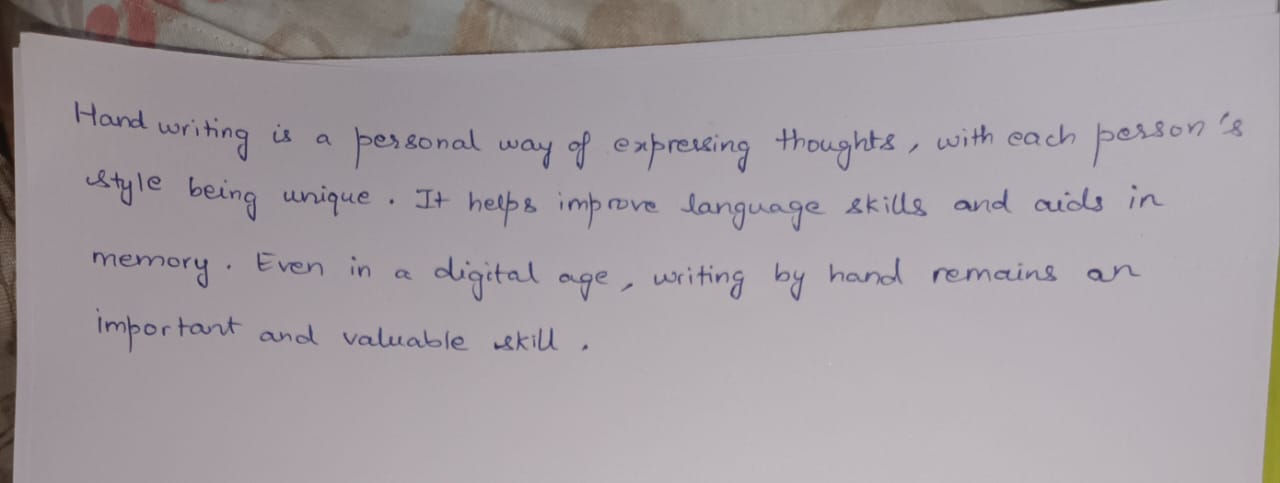 Hand writing is a personal way of expressing thoughts, with each person's
style being unique. It helps improve language skills and aids in
memory. Even in a digital age, writing by hand remains an
important and valuable skill.